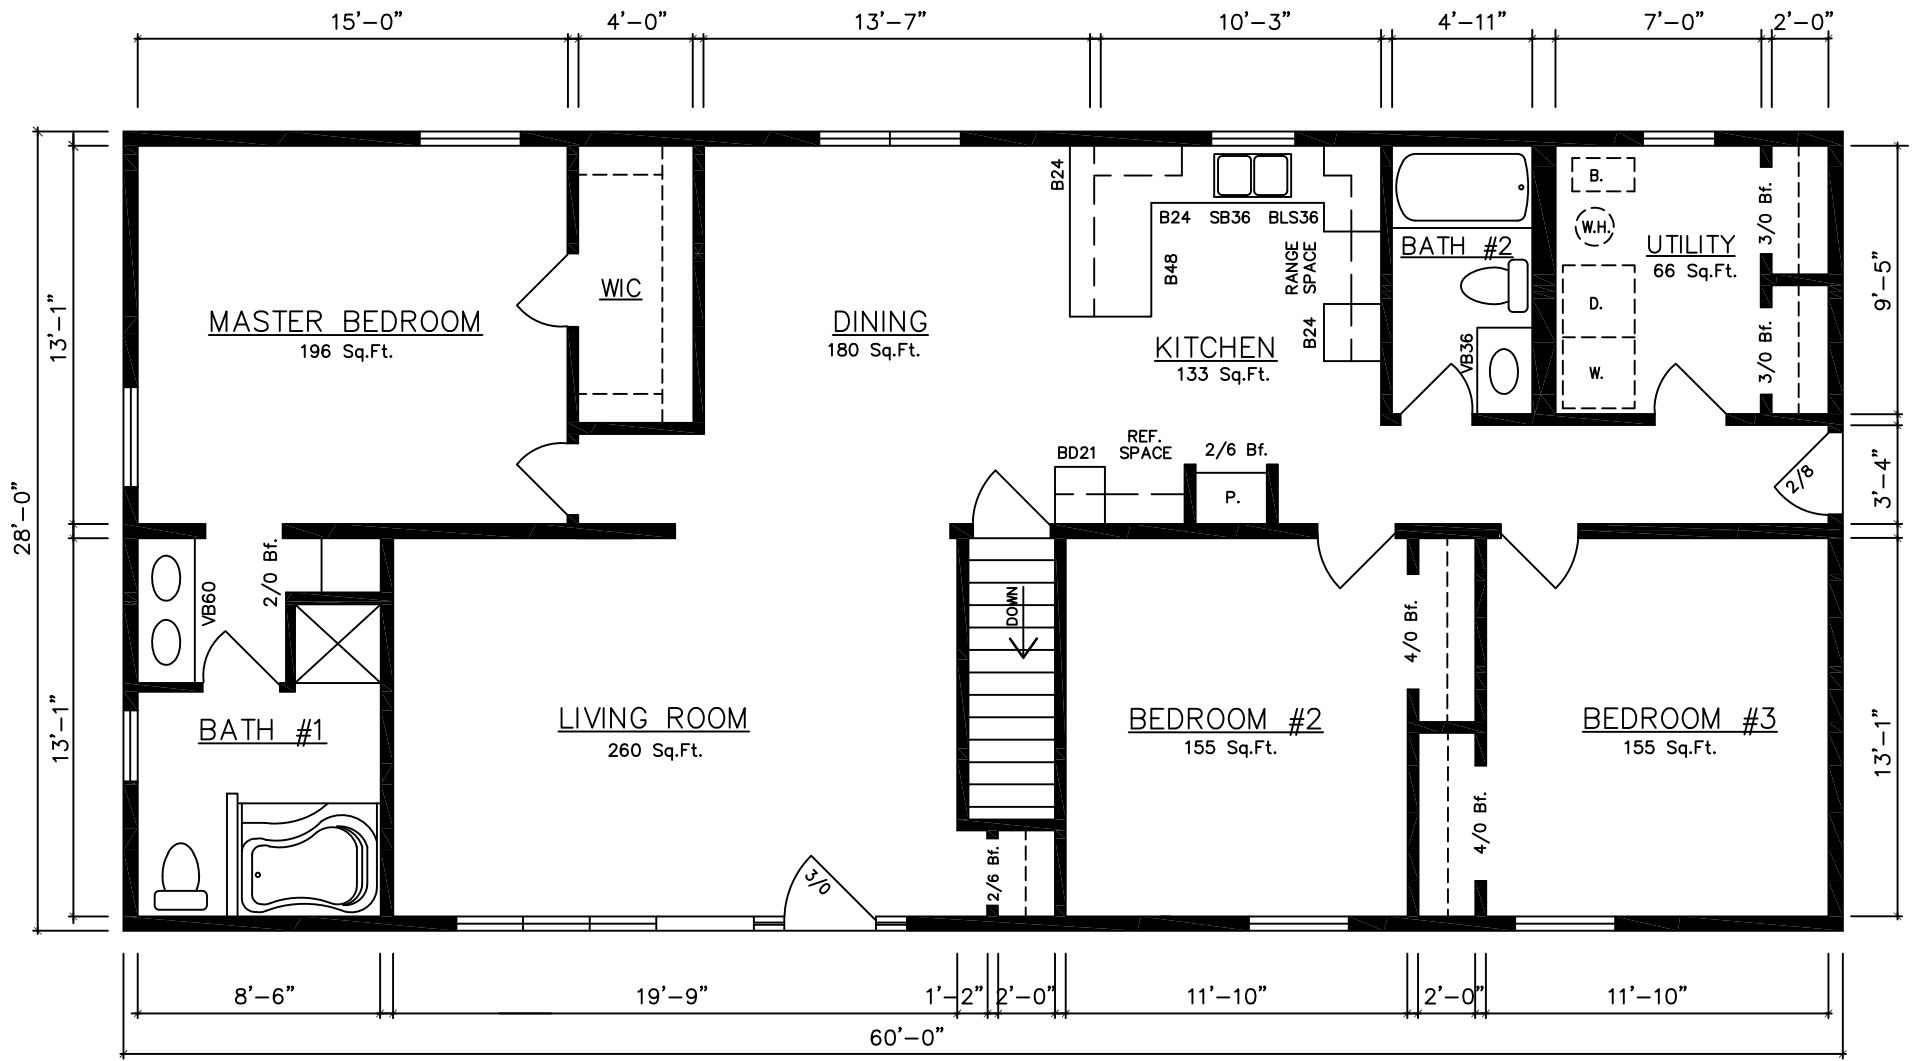 15'-0" 4'-0" 13'-7" 10'-3" 4'-11" 7'-0" 2'-0"
28'-0"
13'-1"
13'-1"
MASTER BEDROOM
196 Sq.Ft.
WIC
DINING
180 Sq.Ft.
B24
B24 SB36 BLS36
B48
RANGE
SPACE
B24
KITCHEN
133 Sq.Ft.
BATH #2
VB36
B.
W.H.
UTILITY
66 Sq.Ft.
D.
W.
3/0 Bf.
3/0 Bf.
9'-5"
3'-4"
13'-1"
BD21
REF.
SPACE
2/6 Bf.
P.
2/8
VB60
2/0 Bf.
BATH #1
LIVING ROOM
260 Sq.Ft.
DOWN
3/0
2/6 Bf.
BEDROOM #2
155 Sq.Ft.
4/0 Bf.
4/0 Bf.
BEDROOM #3
155 Sq.Ft.
8'-6" 19'-9" 1'-2" 2'-0" 11'-10" 2'-0" 11'-10"
60'-0"